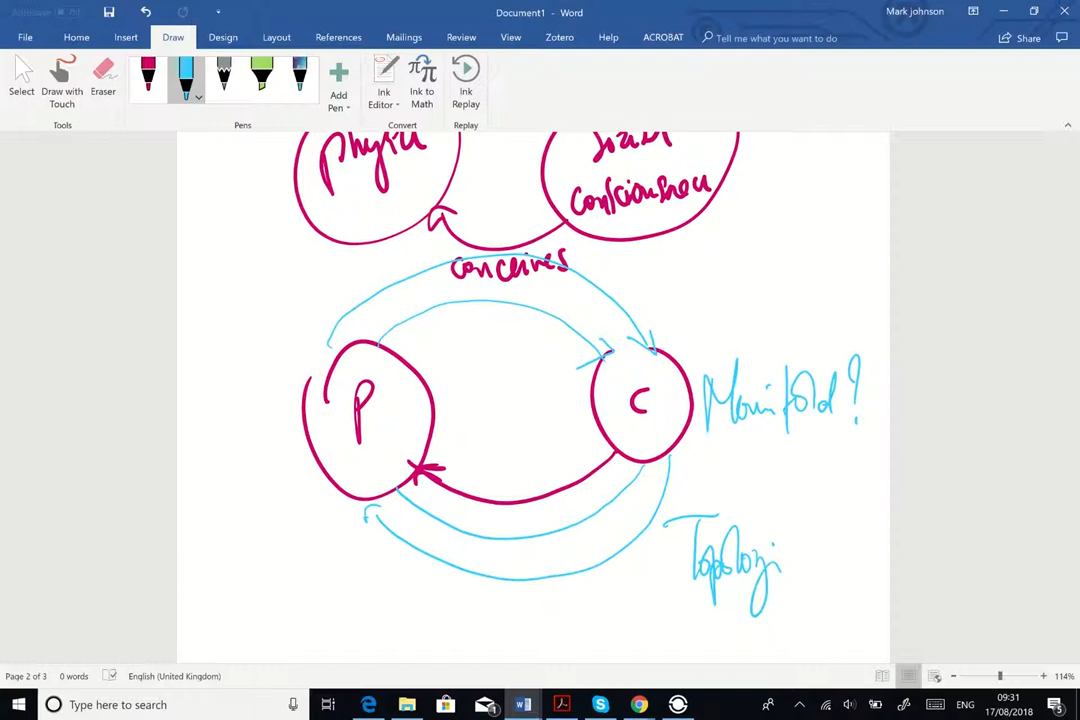 Document1 - Word
Mark johnson
File Home Insert Draw Design Layout References Mailings Review View Zotero Help ACROBAT Tell me what you want to do Share
Select Draw with Touch Eraser Add Pen Ink Editor Ink to Math Ink Replay
Tools Pens Convert Replay
Consciousness
conceives
P C Manifold?
Topologi
Page 2 of 3 0 words English (United Kingdom) 114%
Type here to search
09:31
ENG
17/08/2018
5